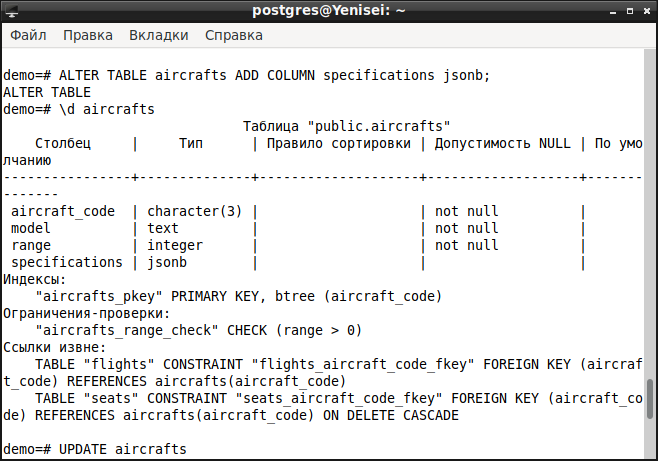 postgres@Yenisei: ~
Файл Правка Вкладки Справка
demo=# ALTER TABLE aircrafts ADD COLUMN specifications jsonb;
ALTER TABLE
demo=# \d aircrafts
                              Таблица "public.aircrafts"
    Столбец     |     Тип      | Правило сортировки | Допустимость NULL | По умо
лчанию
----------------+--------------+--------------------+-------------------+-------
-------
 aircraft_code  | character(3) |                    | not null          |
 model          | text         |                    | not null          |
 range          | integer      |                    | not null          |
 specifications | jsonb        |                    |                   |
Индексы:
    "aircrafts_pkey" PRIMARY KEY, btree (aircraft_code)
Ограничения-проверки:
    "aircrafts_range_check" CHECK (range > 0)
Ссылки извне:
    TABLE "flights" CONSTRAINT "flights_aircraft_code_fkey" FOREIGN KEY (aircraf
t_code) REFERENCES aircrafts(aircraft_code)
    TABLE "seats" CONSTRAINT "seats_aircraft_code_fkey" FOREIGN KEY (aircraft_co
de) REFERENCES aircrafts(aircraft_code) ON DELETE CASCADE
demo=# UPDATE aircrafts